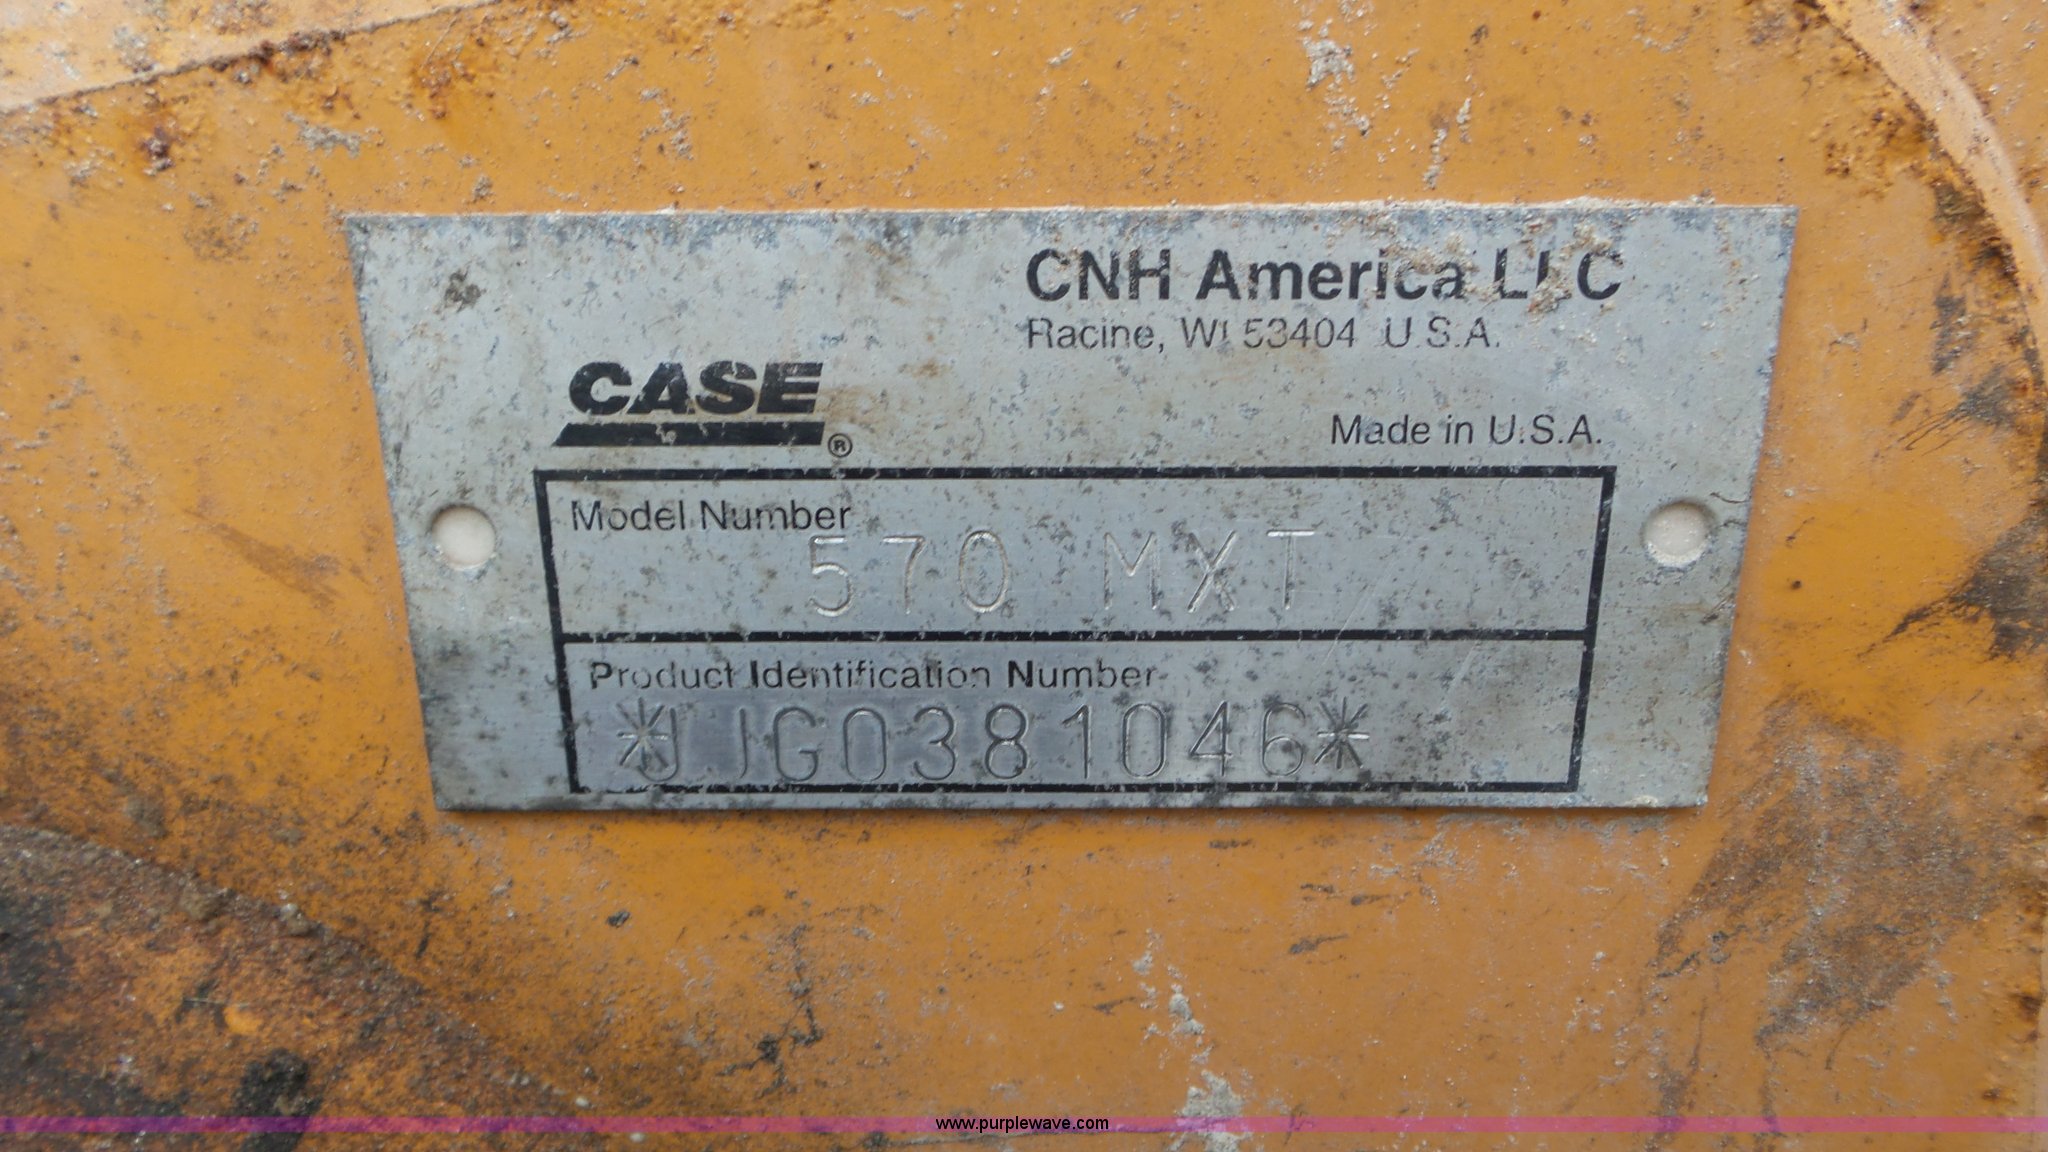 CNH America LLC
Racine, WI 53404 U.S.A.
CASE®
Made in U.S.A.
Model Number
570 MXT
Product Identification Number
*JJG0381046*
www.purplewave.com